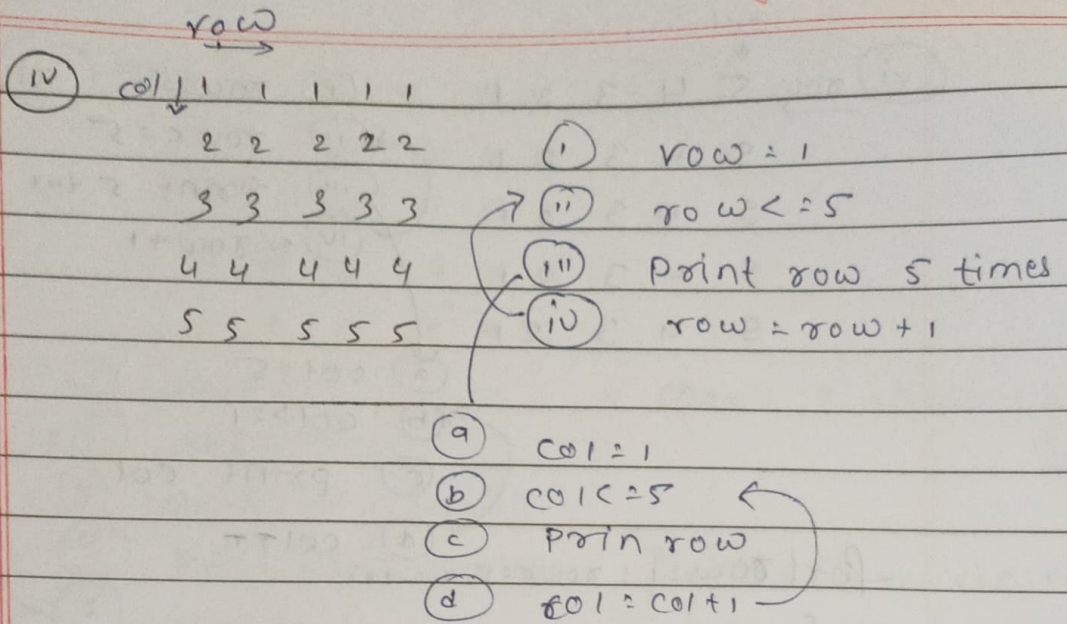 row
iv col 1 1 1 1 1
2 2 2 2 2
3 3 3 3 3
4 4 4 4 4
5 5 5 5 5
i row = 1
ii row <= 5
iii Print row 5 times
iv row = row + 1
a col = 1
b col <= 5
c Prin row
d col = col + 1